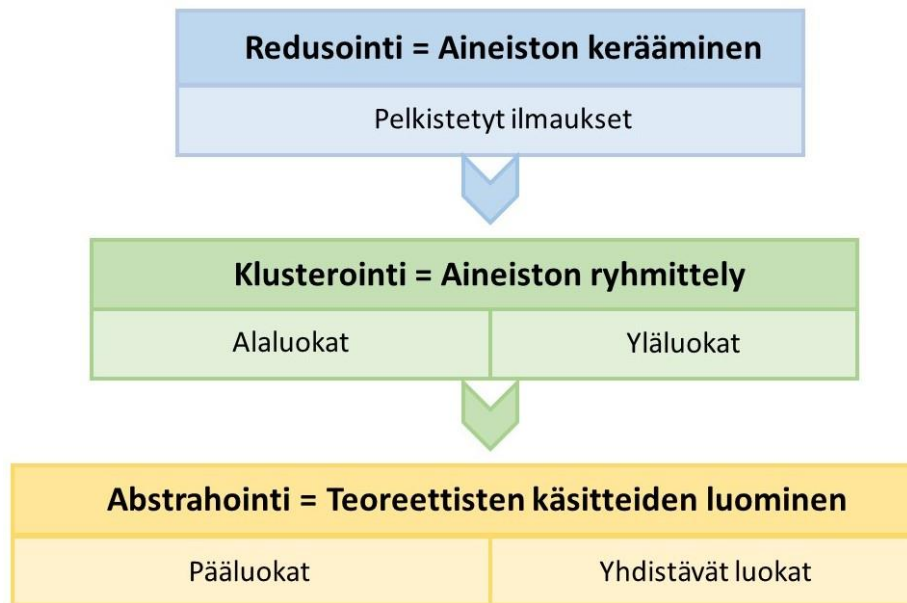 Redusointi = Aineiston kerääminen
Pelkistetyt ilmaukset
Klusterointi = Aineiston ryhmittely
Alaluokat
Yläluokat
Abstrahointi = Teoreettisten käsitteiden luominen
Pääluokat
Yhdistävät luokat